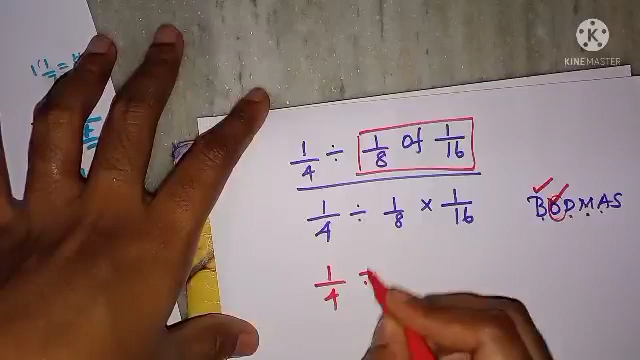 K
KINEMASTER
1/4 ÷ 1/8 of 1/16
1/4 ÷ 1/8 × 1/16
BODMAS
1/4 ÷